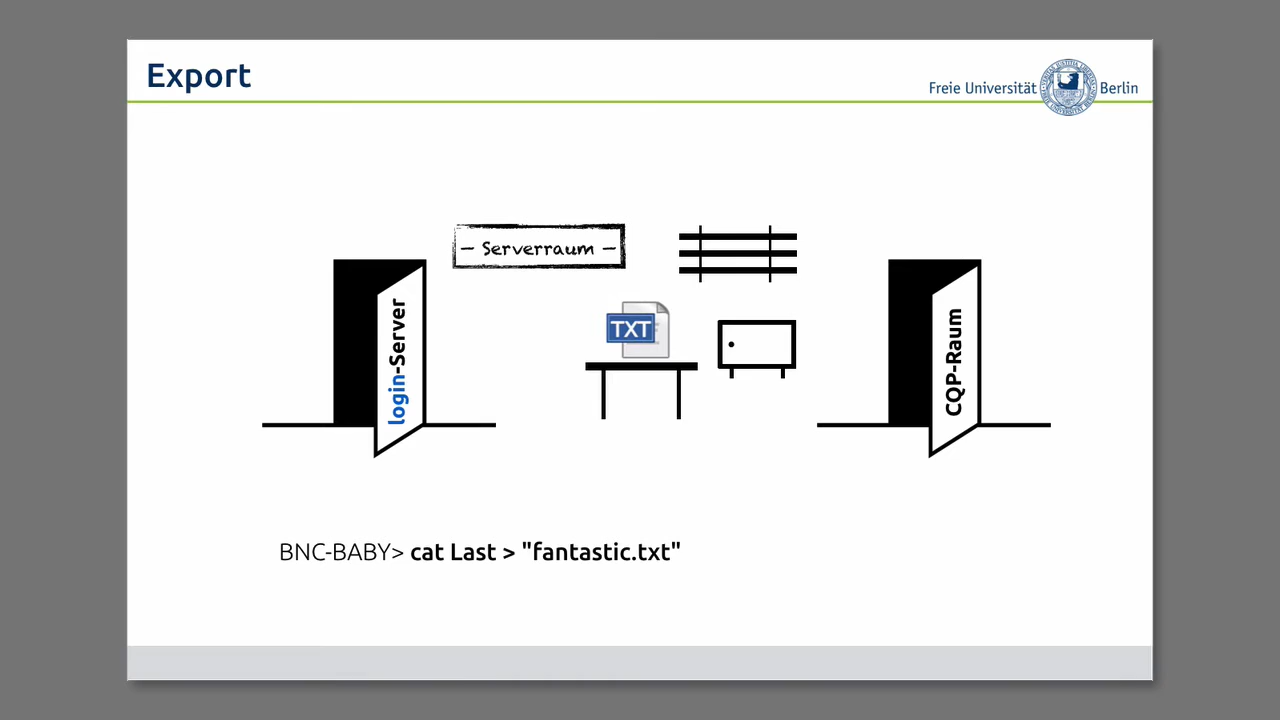 Export
Freie Universität Berlin
– Serverraum –
TXT
login-Server
CQP-Raum
BNC-BABY> cat Last > "fantastic.txt"